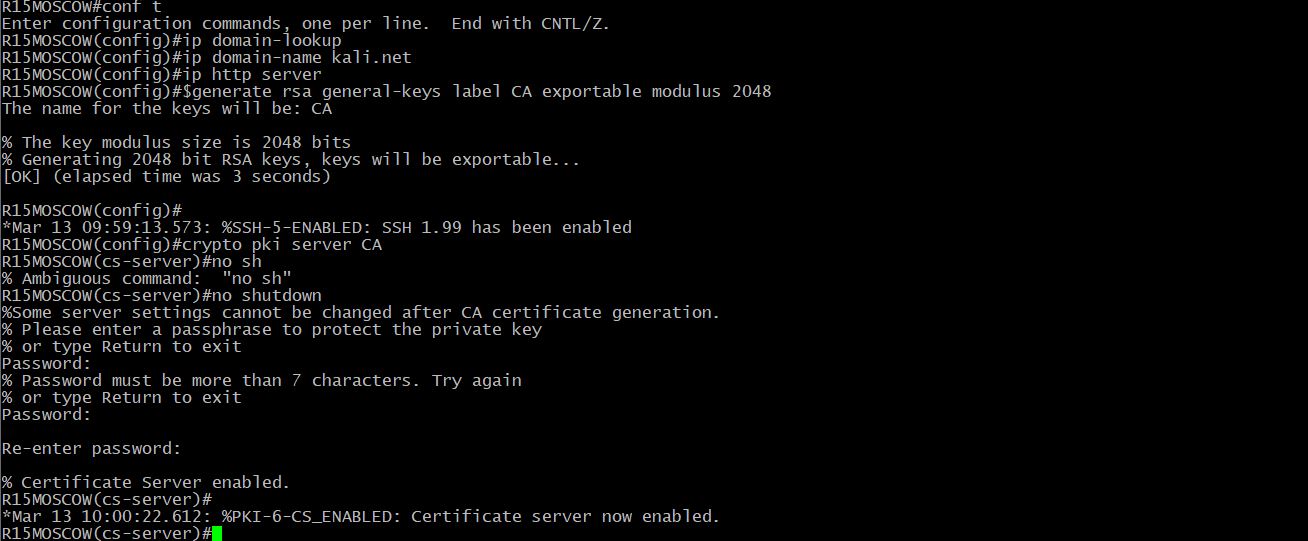 R15MOSCOW#conf t
Enter configuration commands, one per line.  End with CNTL/Z.
R15MOSCOW(config)#ip domain-lookup
R15MOSCOW(config)#ip domain-name kali.net
R15MOSCOW(config)#ip http server
R15MOSCOW(config)#$generate rsa general-keys label CA exportable modulus 2048
The name for the keys will be: CA
% The key modulus size is 2048 bits
% Generating 2048 bit RSA keys, keys will be exportable...
[OK] (elapsed time was 3 seconds)
R15MOSCOW(config)#
*Mar 13 09:59:13.573: %SSH-5-ENABLED: SSH 1.99 has been enabled
R15MOSCOW(config)#crypto pki server CA
R15MOSCOW(cs-server)#no sh
% Ambiguous command:  "no sh"
R15MOSCOW(cs-server)#no shutdown
%Some server settings cannot be changed after CA certificate generation.
% Please enter a passphrase to protect the private key
% or type Return to exit
Password:
% Password must be more than 7 characters. Try again
% or type Return to exit
Password:
Re-enter password:
% Certificate Server enabled.
R15MOSCOW(cs-server)#
*Mar 13 10:00:22.612: %PKI-6-CS_ENABLED: Certificate server now enabled.
R15MOSCOW(cs-server)#